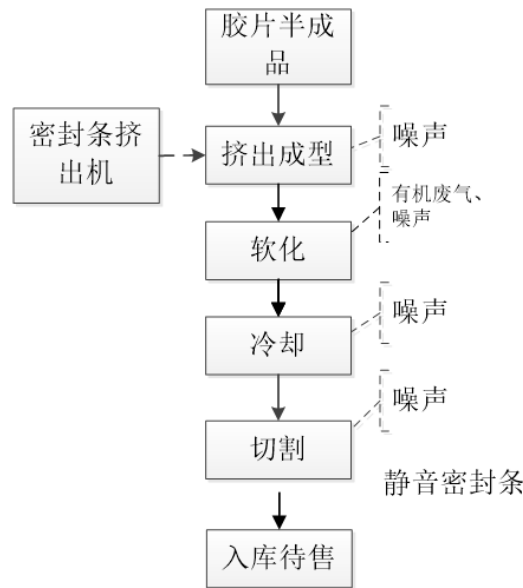 胶片半成
品
密封条挤
出机
挤出成型
噪声
有机废气、
噪声
软化
冷却
噪声
切割
噪声
静音密封条
入库待售